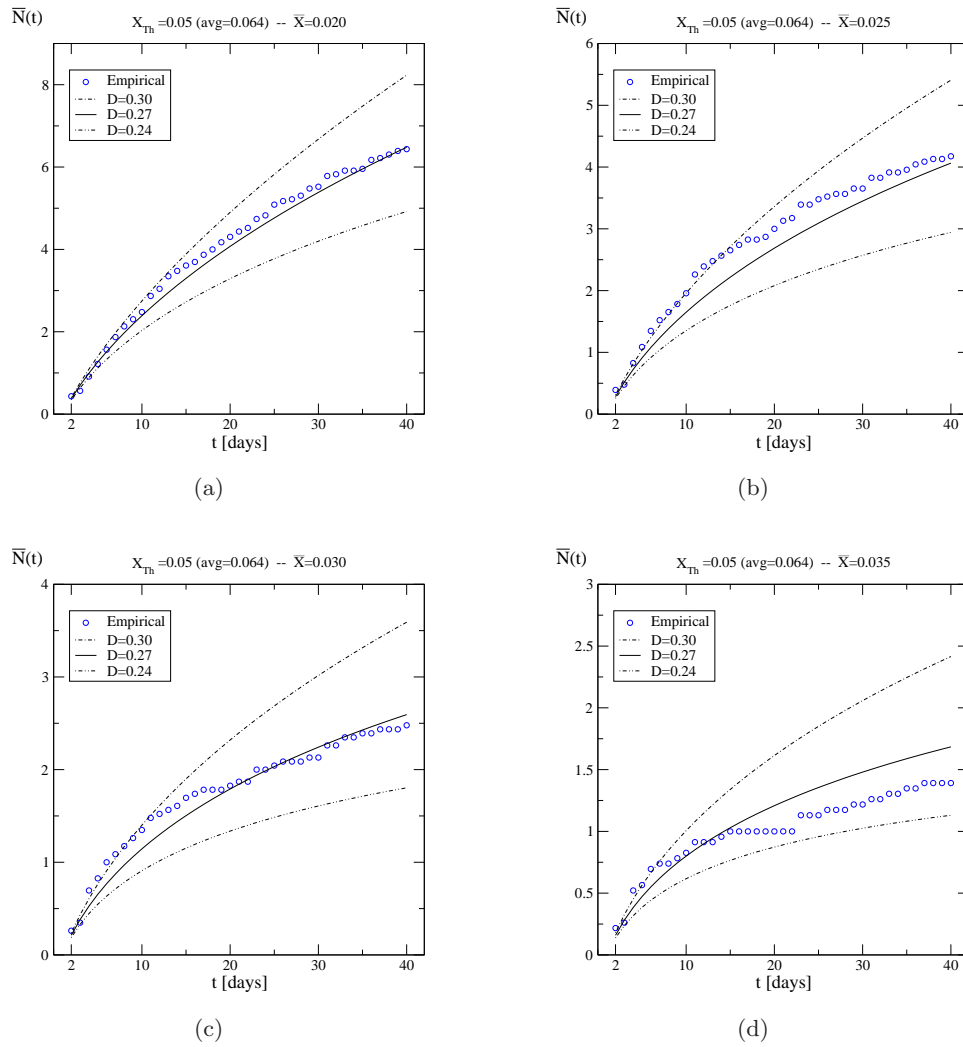 N̅(t)
X_Th =0.05 (avg=0.064) -- X̅=0.020
Empirical
D=0.30
D=0.27
D=0.24
8
6
4
2
0
2
10
20
30
40
t [days]
(a)
N̅(t)
X_Th =0.05 (avg=0.064) -- X̅=0.025
Empirical
D=0.30
D=0.27
D=0.24
6
5
4
3
2
1
0
2
10
20
30
40
t [days]
(b)
N̅(t)
X_Th =0.05 (avg=0.064) -- X̅=0.030
Empirical
D=0.30
D=0.27
D=0.24
4
3
2
1
0
2
10
20
30
40
t [days]
(c)
N̅(t)
X_Th =0.05 (avg=0.064) -- X̅=0.035
Empirical
D=0.30
D=0.27
D=0.24
3
2.5
2
1.5
1
0.5
0
2
10
20
30
40
t [days]
(d)